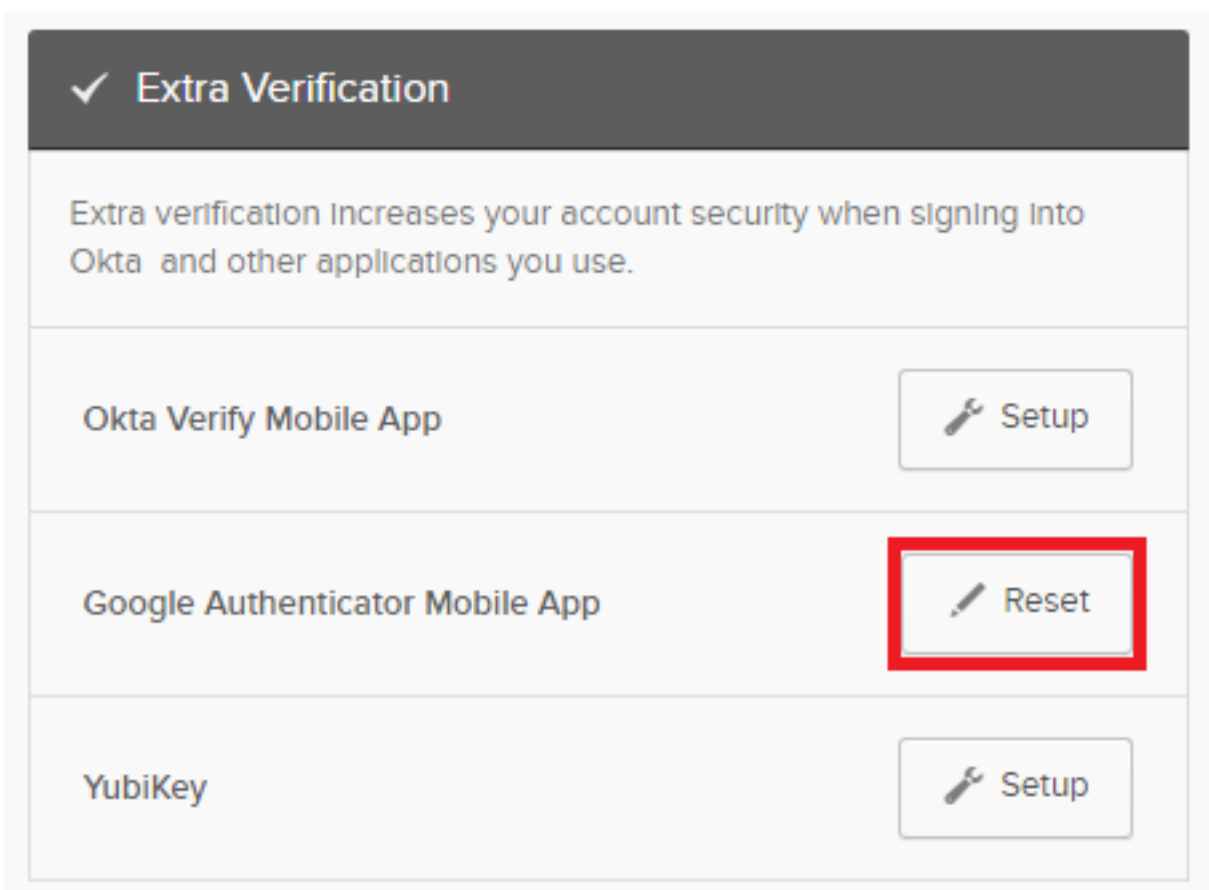 Extra Verification
Extra verification increases your account security when signing into
Okta and other applications you use.
Okta Verify Mobile App
Setup
Google Authenticator Mobile App
Reset
YubiKey
Setup